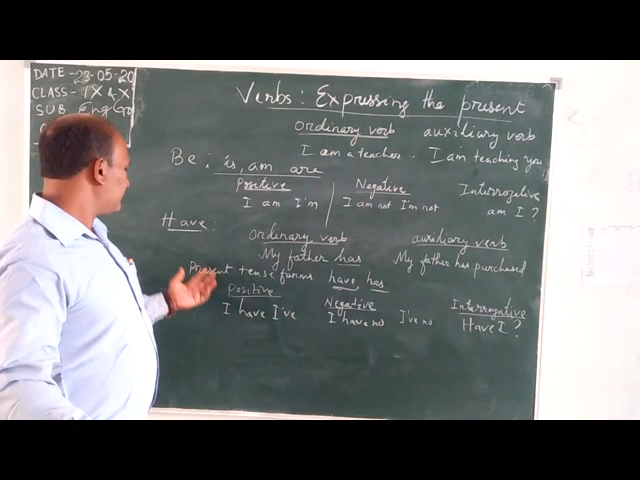 DATE -23-05-20
CLASS- IX & X
SUB Eng Gr
Verbs: Expressing the present
ordinary verb auxiliary verb
I am a teacher. I am teaching you
Be: is, am are
Positive Negative Interrogative
I am I'm I am not I'm not am I?
Have:
ordinary verb auxiliary verb
My father has My father has purchased
Present tense forms have, has
Positive Negative Interrogative
I have I've I have no I've no Have I?